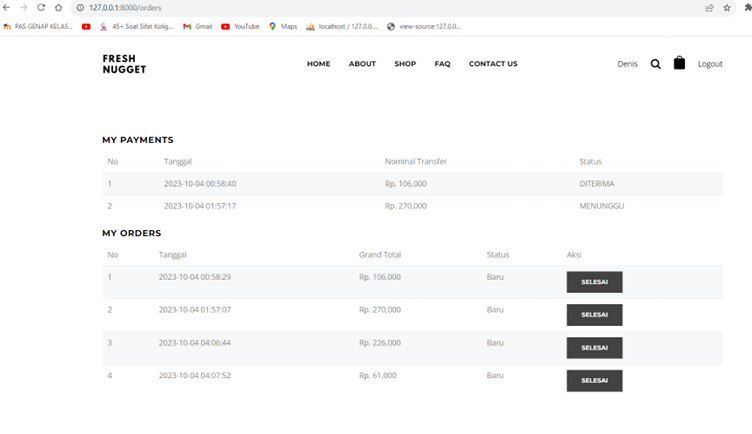 127.0.0.1:8000/orders
PAS GENAP KELAS... 45+ Soal Sifat Kolig... Gmail YouTube Maps localhost / 127.0.0.... view-source:127.0.0...
FRESH
NUGGET
HOME ABOUT SHOP FAQ CONTACT US Denis Logout
MY PAYMENTS
No Tanggal Nominal Transfer Status
1 2023-10-04 00:58:40 Rp. 106,000 DITERIMA
2 2023-10-04 01:57:17 Rp. 270,000 MENUNGGU
MY ORDERS
No Tanggal Grand Total Status Aksi
1 2023-10-04 00:58:29 Rp. 106,000 Baru SELESAI
2 2023-10-04 01:57:07 Rp. 270,000 Baru SELESAI
3 2023-10-04 04:06:44 Rp. 226,000 Baru SELESAI
4 2023-10-04 04:07:52 Rp. 61,000 Baru SELESAI